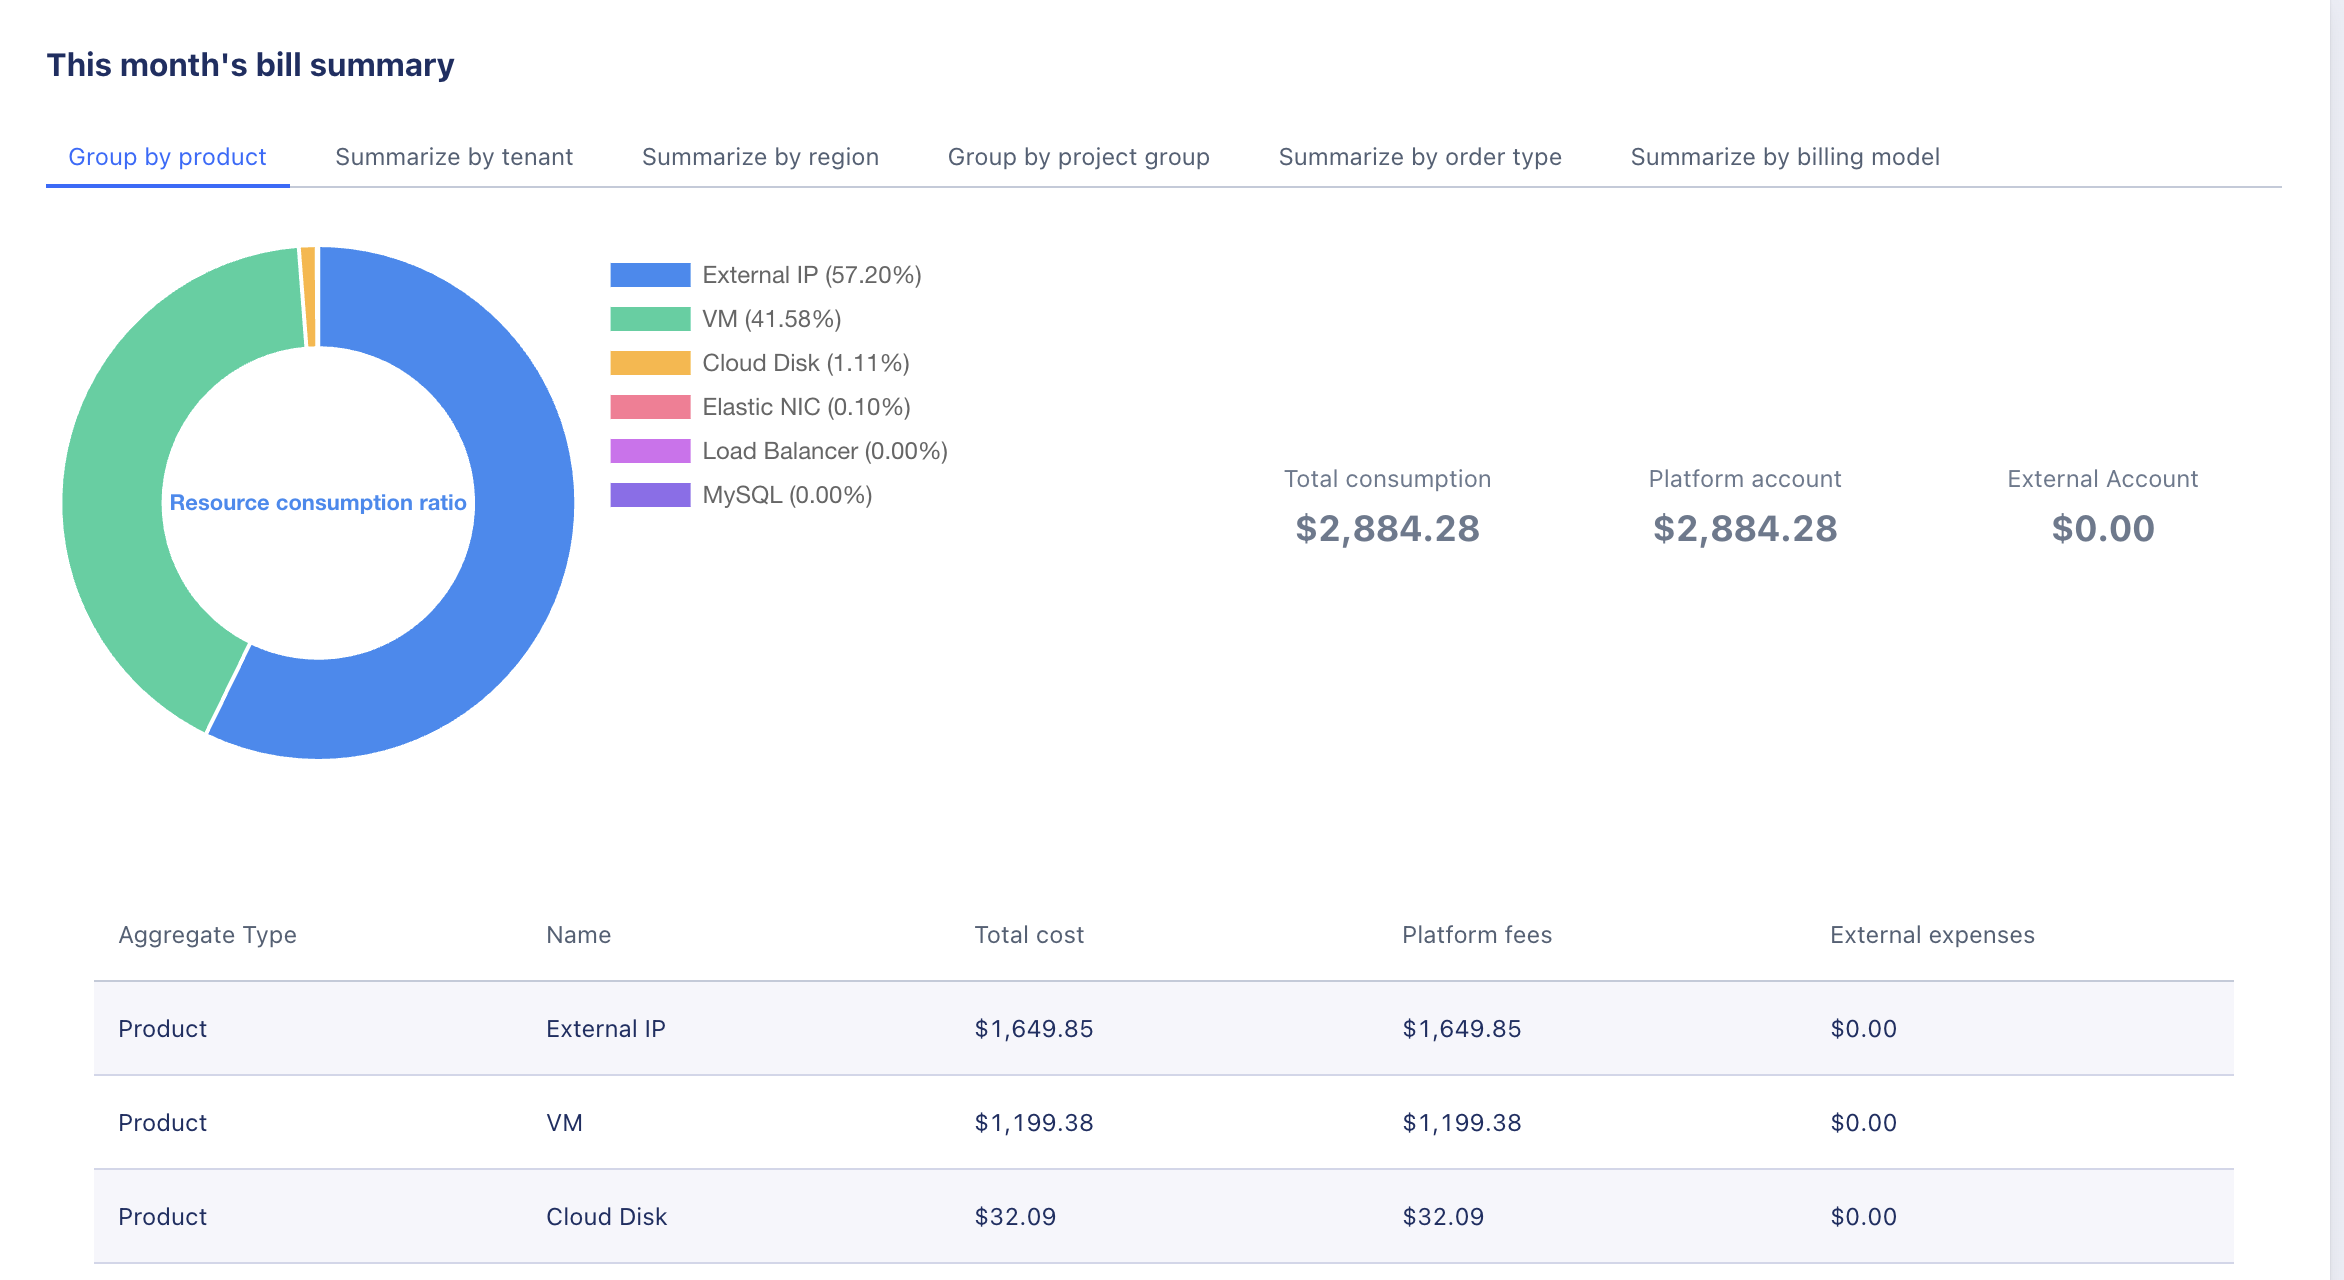 This month's bill summary
Group by product Summarize by tenant Summarize by region Group by project group Summarize by order type Summarize by billing model
External IP (57.20%)
VM (41.58%)
Cloud Disk (1.11%)
Elastic NIC (0.10%)
Load Balancer (0.00%)
MySQL (0.00%)
Resource consumption ratio
Total consumption Platform account External Account
$2,884.28 $2,884.28 $0.00
Aggregate Type Name Total cost Platform fees External expenses
Product External IP $1,649.85 $1,649.85 $0.00
Product VM $1,199.38 $1,199.38 $0.00
Product Cloud Disk $32.09 $32.09 $0.00